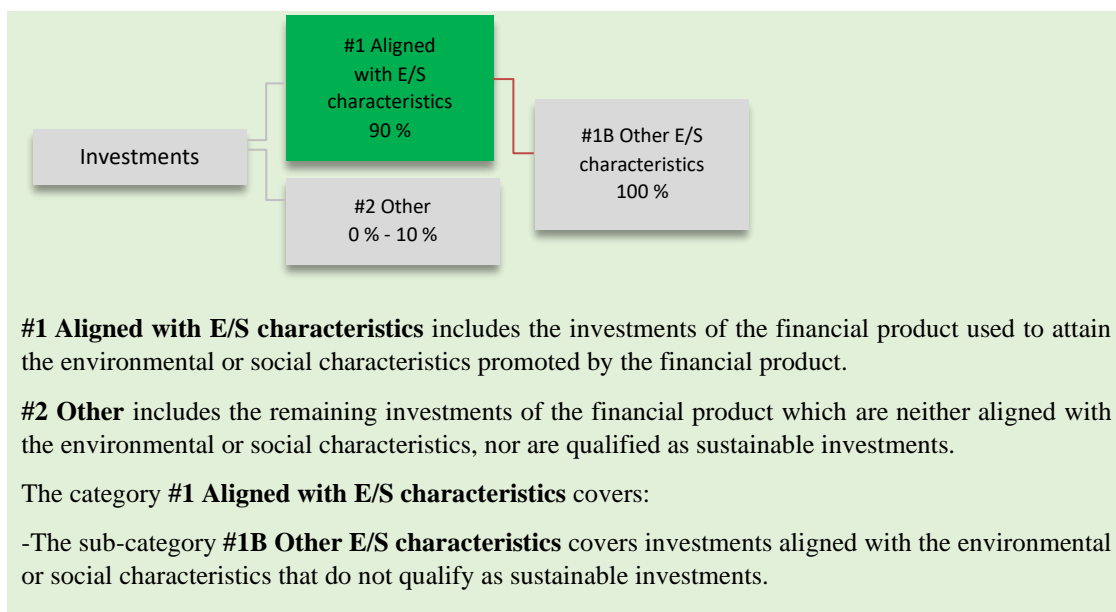 Investments
#1 Aligned
with E/S
characteristics
90 %
#2 Other
0 % - 10 %
#1B Other E/S
characteristics
100 %
#1 Aligned with E/S characteristics includes the investments of the financial product used to attain
the environmental or social characteristics promoted by the financial product.
#2 Other includes the remaining investments of the financial product which are neither aligned with
the environmental or social characteristics, nor are qualified as sustainable investments.
The category #1 Aligned with E/S characteristics covers:
-The sub-category #1B Other E/S characteristics covers investments aligned with the environmental
or social characteristics that do not qualify as sustainable investments.